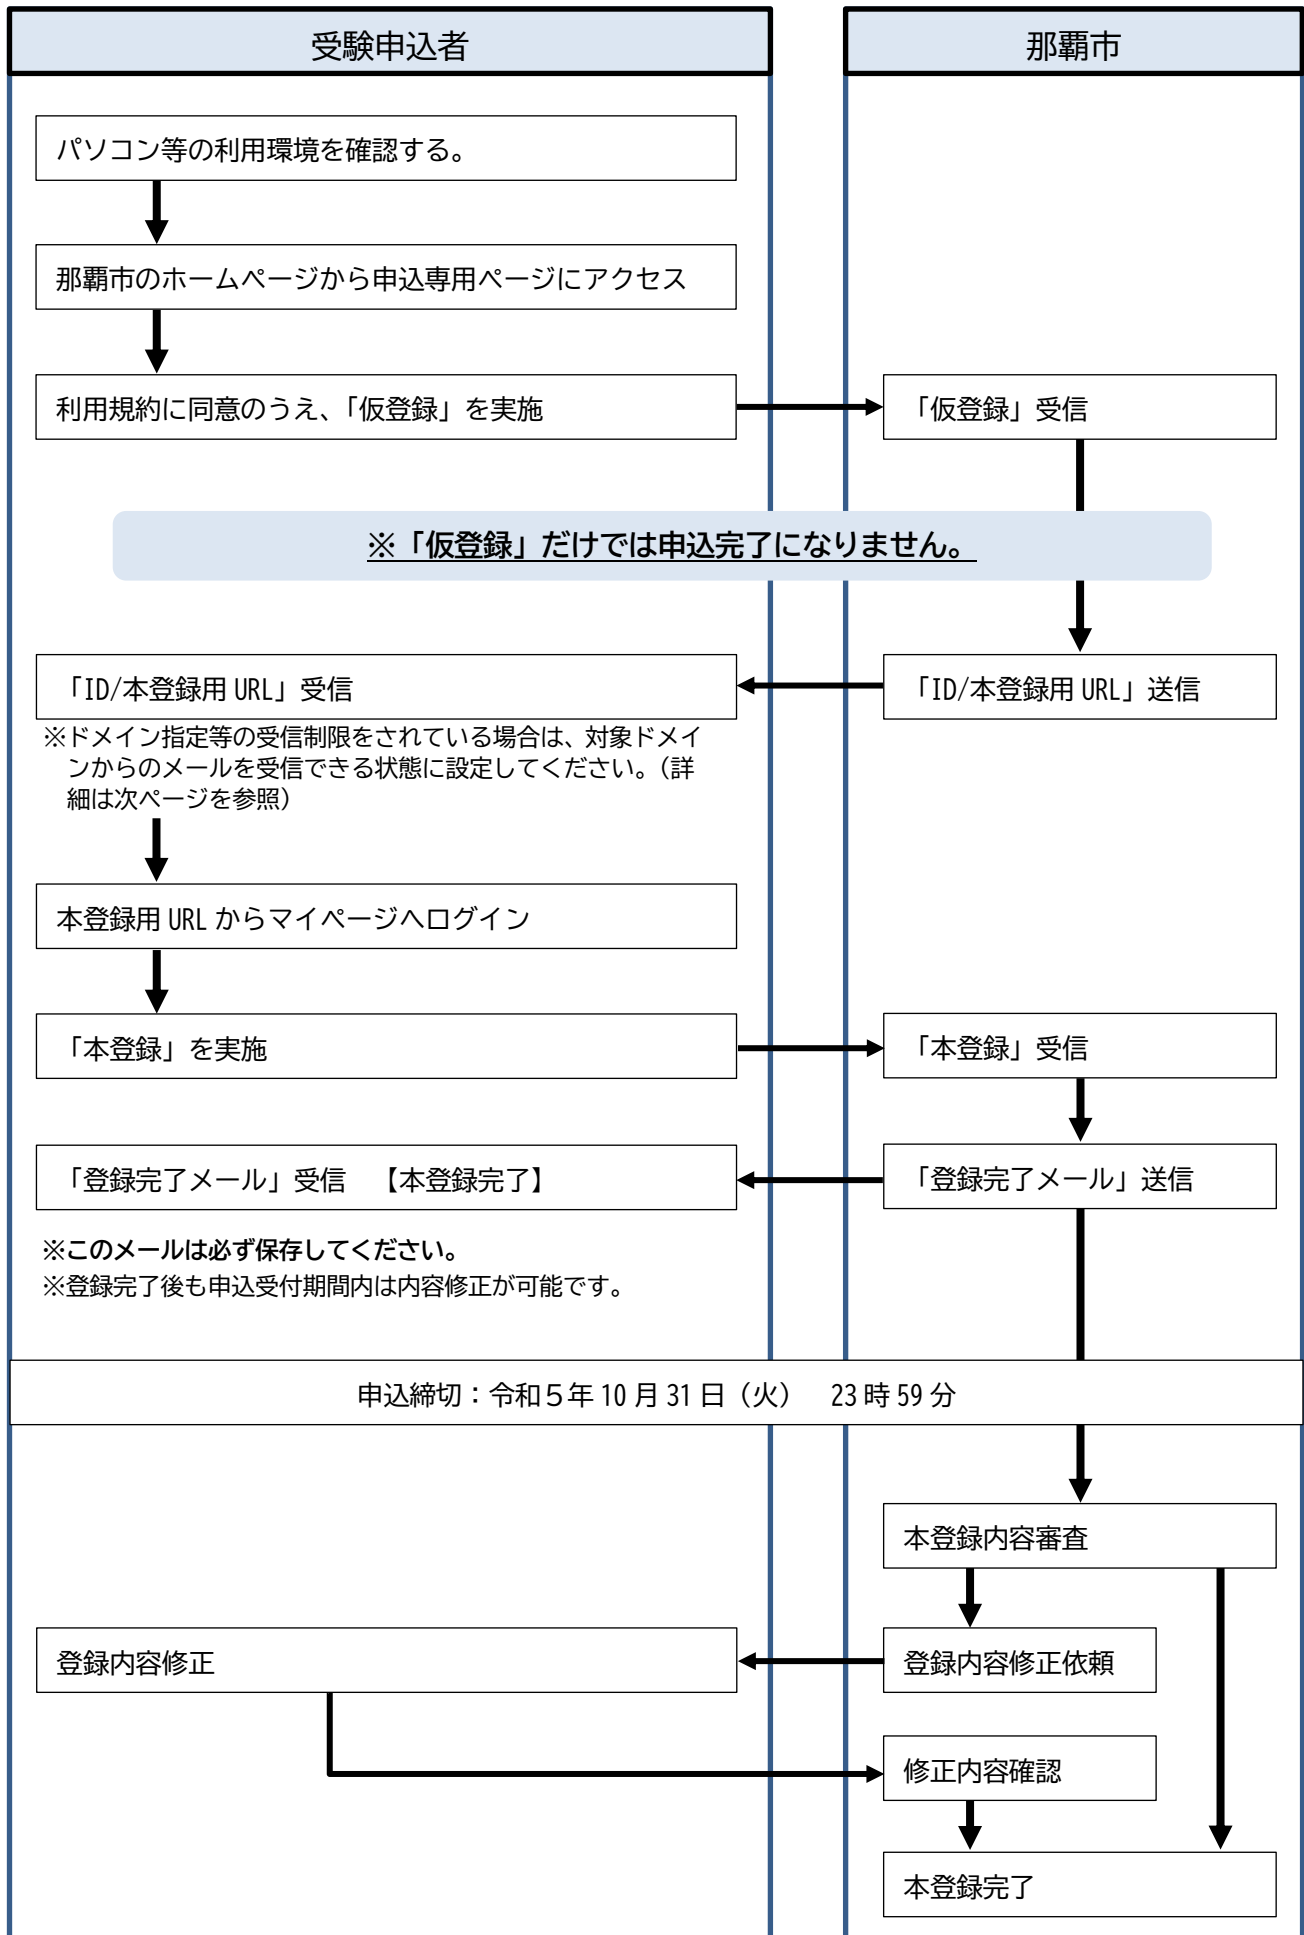 受験申込者
那覇市
パソコン等の利用環境を確認する。
那覇市のホームページから申込専用ページにアクセス
利用規約に同意のうえ、「仮登録」を実施
「仮登録」受信
※「仮登録」だけでは申込完了になりません。
「ID/本登録用 URL」受信
「ID/本登録用 URL」送信
※ドメイン指定等の受信制限をされている場合は、対象ドメイ
ンからのメールを受信できる状態に設定してください。（詳
細は次ページを参照）
本登録用 URL からマイページへログイン
「本登録」を実施
「本登録」受信
「登録完了メール」受信　【本登録完了】
「登録完了メール」送信
※このメールは必ず保存してください。
※登録完了後も申込受付期間内は内容修正が可能です。
申込締切：令和５年 10 月 31 日（火）　23 時 59 分
本登録内容審査
登録内容修正
登録内容修正依頼
修正内容確認
本登録完了